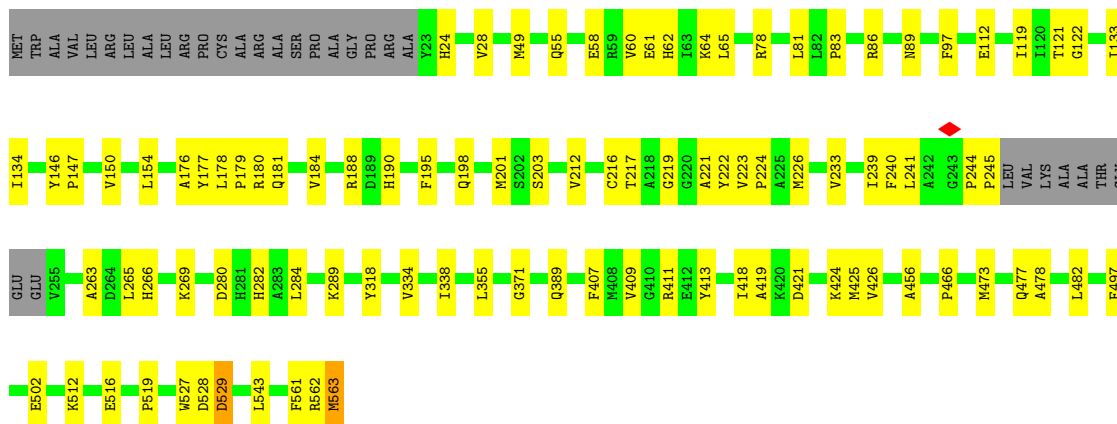 MET TRP ALA VAL LEU ARG LEU ALA LEU ARG PRO CYS ALA ARG ALA SER PRO ALA GLY PRO ARG ALA Y23 H24 V28 M49 Q55 E58 R59 V60 E61 H62 I63 K64 L65 R78 L81 L82 P83 R86 N89 F97 E112 I119 I120 T121 G122 I133
I134 Y146 P147 V150 L154 A176 Y177 L178 P179 R180 Q181 V184 R188 D189 H190 F195 Q198 M201 S202 S203 V212 C216 T217 A218 G219 G220 A221 Y222 V223 P224 A225 M226 V233 I239 F240 L241 A242 G243 P244 P245 LEU VAL LYS ALA ALA THR GLU
GLU GLU V255 A263 D264 L265 H266 K269 D280 H281 H282 A283 L284 K289 Y318 V334 I338 L355 G371 Q389 F407 M408 V409 G410 R411 E412 Y413 I418 A419 K420 D421 K424 M425 V426 A456 P466 M473 Q477 A478 L482 F497
E502 K512 E516 P519 W527 D528 D529 L543 F561 R562 M563